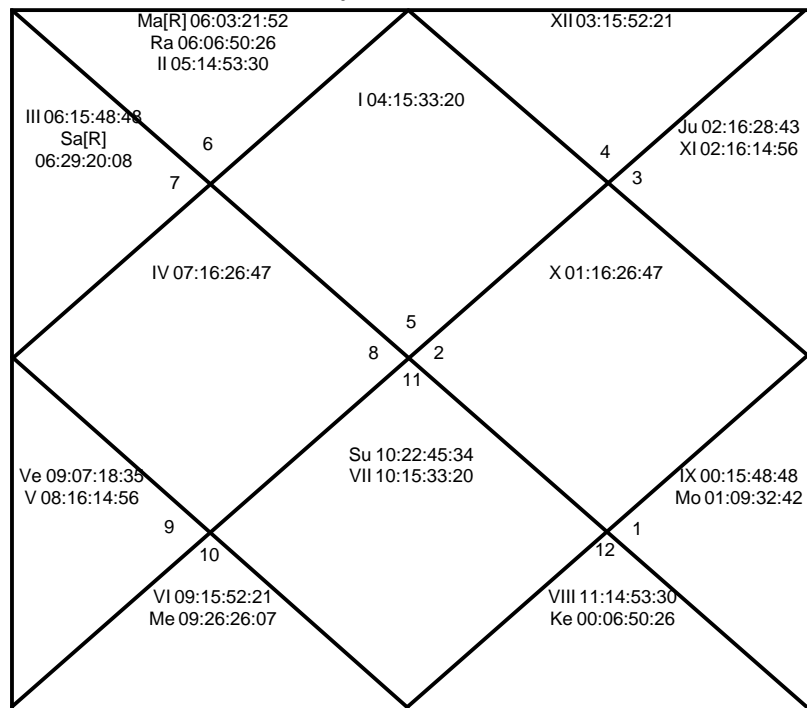 Ma[R] 06:03:21:52
Ra 06:06:50:26
II 05:14:53:30
XII 03:15:52:21
I 04:15:33:20
III 06:15:48:48
Sa[R]
06:29:20:08
Ju 02:16:28:43
XI 02:16:14:56
6
4
7
3
IV 07:16:26:47
X 01:16:26:47
5
8
2
11
Su 10:22:45:34
VII 10:15:33:20
Ve 09:07:18:35
V 08:16:14:56
IX 00:15:48:48
Mo 01:09:32:42
9
1
10
12
VI 09:15:52:21
Me 09:26:26:07
VIII 11:14:53:30
Ke 00:06:50:26